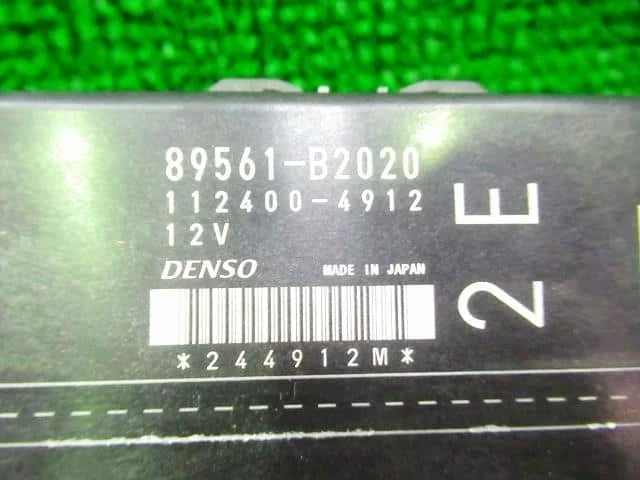 89561-B2020
112400-4912
12V
DENSO MADE IN JAPAN
*244912M*
2E